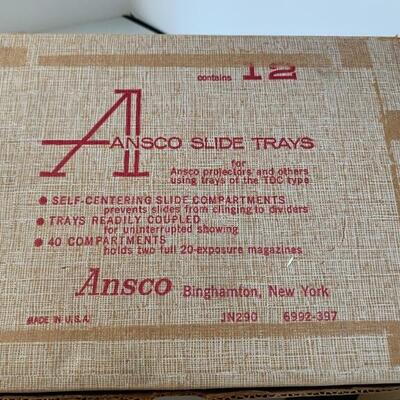 contains 12
ANSCO SLIDE TRAYS
for
Ansco projectors and others
using trays of the TDC type
● SELF-CENTERING SLIDE COMPARTMENTS
prevents slides from clinging to dividers
● TRAYS READILY COUPLED
for uninterrupted showing
● 40 COMPARTMENTS
holds two full 20-exposure magazines
Ansco Binghamton, New York
MADE IN U.S.A. JN290 6992-397